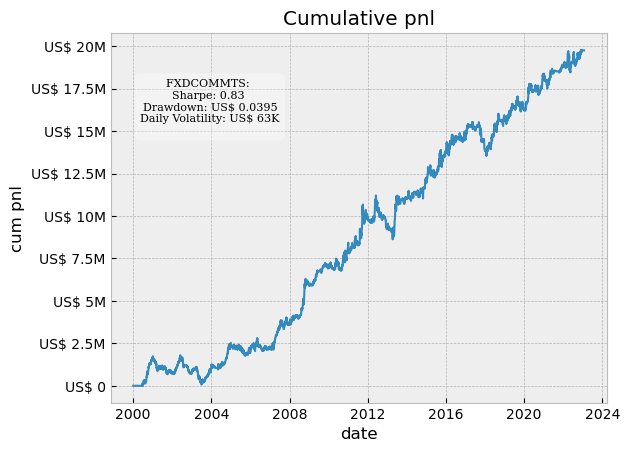 Cumulative pnl
US$ 20M
US$ 17.5M
US$ 15M
US$ 12.5M
US$ 10M
US$ 7.5M
US$ 5M
US$ 2.5M
US$ 0
cum pnl
FXDCOMMTS:
Sharpe: 0.83
Drawdown: US$ 0.0395
Daily Volatility: US$ 63K
2000 2004 2008 2012 2016 2020 2024
date